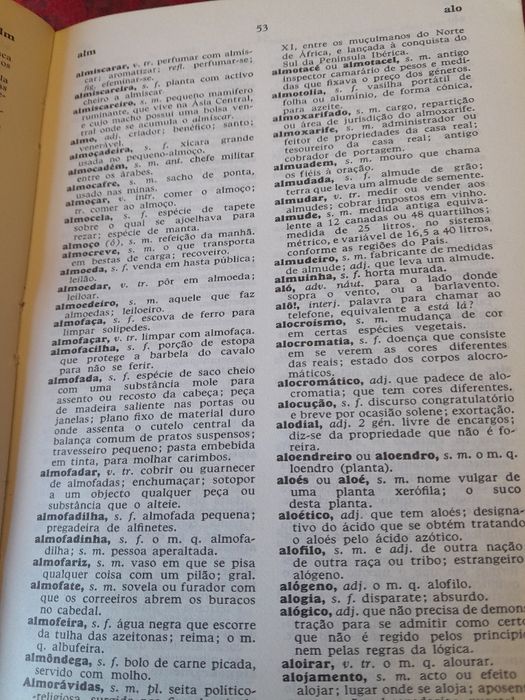 alm
53
alo
almiscarar, v. tr. perfumar com almís-
car; aromatizar; refl. perfumar-se;
fig. efeminar-se.
almiscareira, s. f. planta com activo
cheiro a almíscar.
almiscareiro, s. m. pequeno mamífero
ruminante, que vive na Ásia Central,
e cujo macho possui uma bolsa ven-
tral onde se acumula o almíscar.
almo, adj. criador; benéfico; santo;
venerável.
almoçadeira, s. f. xícara grande
usada no pequeno-almoço.
almocadém, s. m. ant. chefe militar
entre os árabes.
almocafre, s. m. sacho de ponta,
usado nas minas.
almoçar, v. intr. comer o almoço;
tr. comer ao almoço.
almocela, s. f. espécie de tapete
sobre o qual se ajoelhava para
rezar; espécie de manta.
almoço (ô), s. m. refeição da manhã.
almocreve, s. m. o que transporta
em bestas de carga; recoveiro.
almoeda, s. f. venda em hasta pública;
leilão.
almoedar, v. tr. pôr em almoeda;
leiloar.
almoedeiro, s. m. aquele que faz
almoedas; leiloeiro.
almofaça, s. f. escova de ferro para
limpar solípedes.
almofaçar, v. tr. limpar com almofaça.
almofacilha, s. f. porção de estopa
que protege a barbela do cavalo
para não se ferir.
almofada, s. f. espécie de saco cheio
com uma substância mole para
assento ou recosto da cabeça; peça
de madeira saliente nas portas ou
janelas; plano fixo de material duro
onde assenta o cutelo central da
balança comum de pratos suspensos;
travesseiro pequeno; pasta embebida
em tinta, para molhar carimbos.
almofadar, v. tr. cobrir ou guarnecer
de almofadas; enchumaçar; sotopor
a um objecto qualquer peça ou
substância que o alteie.
almofadilha, s. f. almofada pequena;
pregadeira de alfinetes.
almofadinha, s. f. o m. q. almofa-
dilha; s. m. pessoa aperaltada.
almofariz, s. m. vaso em que se pisa
qualquer coisa com um pilão; gral.
almofate, s. m. sovela ou furador com
que os correeiros abrem os buracos
no cabedal.
almofeira, s. f. água negra que escorre
da tulha das azeitonas; reima; o m.
q. albufeira.
almôndega, s. f. bolo de carne picada,
servido com molho.
Almorávidas, s. m. pl. seita político-
-religiosa
XI, entre os muçulmanos do Norte
de África, e lançada à conquista do
Sul da Península Ibérica.
almotacé ou almotacel, s. m. antigo
inspector camarário de pesos e medi-
das que fixava o preço dos géneros.
almotolia, s. f. vasilha portátil de
folha ou alumínio, de forma cónica,
para azeite.
almoxarifado, s. m. cargo, repartição
ou área de jurisdição do almoxarife.
almoxarife, s. m. administrador ou
feitor de propriedades da casa real;
tesoureiro da casa real; antigo
cobrador de portagem.
almuadem, s. m. mouro que chama
os fiéis à oração.
almudada, s. f. almude de grão;
terra que leva um almude de semente.
almudar, v. tr. medir ou vender aos
almudes; cobrar impostos em vinho.
almude, s. m. medida antiga equiva-
lente a 12 canadas ou 48 quartilhos;
medida de 25 litros, no sistema
métrico, e variável de 16,5 a 40 litros,
conforme as regiões do País.
almudeiro, s. m. fabricante de medidas
de almude; adj. que leva um almude.
almuinha, s. f. horta murada.
aló, adv. náut. para o lado donde
sopra o vento, ou a barlavento.
alô!, interj. palavra para chamar ao
telefone, equivalente a está lá?
alocroísmo, s. m. mudança de cor
em certas espécies vegetais.
alocromatia, s. f. doença que consiste
em se verem as cores diferentes
das reais; estado dos corpos alocro-
máticos.
alocromático, adj. que padece de alo-
cromatia; que tem cores diferentes.
alocução, s. f. discurso congratulatório
e breve por ocasião solene; exortação.
alodial, adj. 2 gén. livre de encargos;
diz-se da propriedade que não é fo-
reira.
aloendreiro ou aloendro, s. m. o m. q.
loendro (planta).
aloés ou aloé, s. m. nome vulgar de
uma planta xerófila; o suco
desta planta.
aloético, adj. que tem aloés; designa-
tivo do ácido que se obtém tratando
o aloés pelo ácido azótico.
alofilo, s. m. e adj. de outra nação
de outra raça ou tribo; estrangeiro
alógeno.
alógeno, adj. o m. q. alofilo.
alogia, s. f. disparate; absurdo.
alógico, adj. que não precisa de demons
tração para se admitir como certo
que não é regido pelos princípio
nem pelas regras da lógica.
aloirar, v. tr. o m. q. alourar.
alojamento, s. m. acto ou efeito
alojar; lugar onde se aloja; aposen